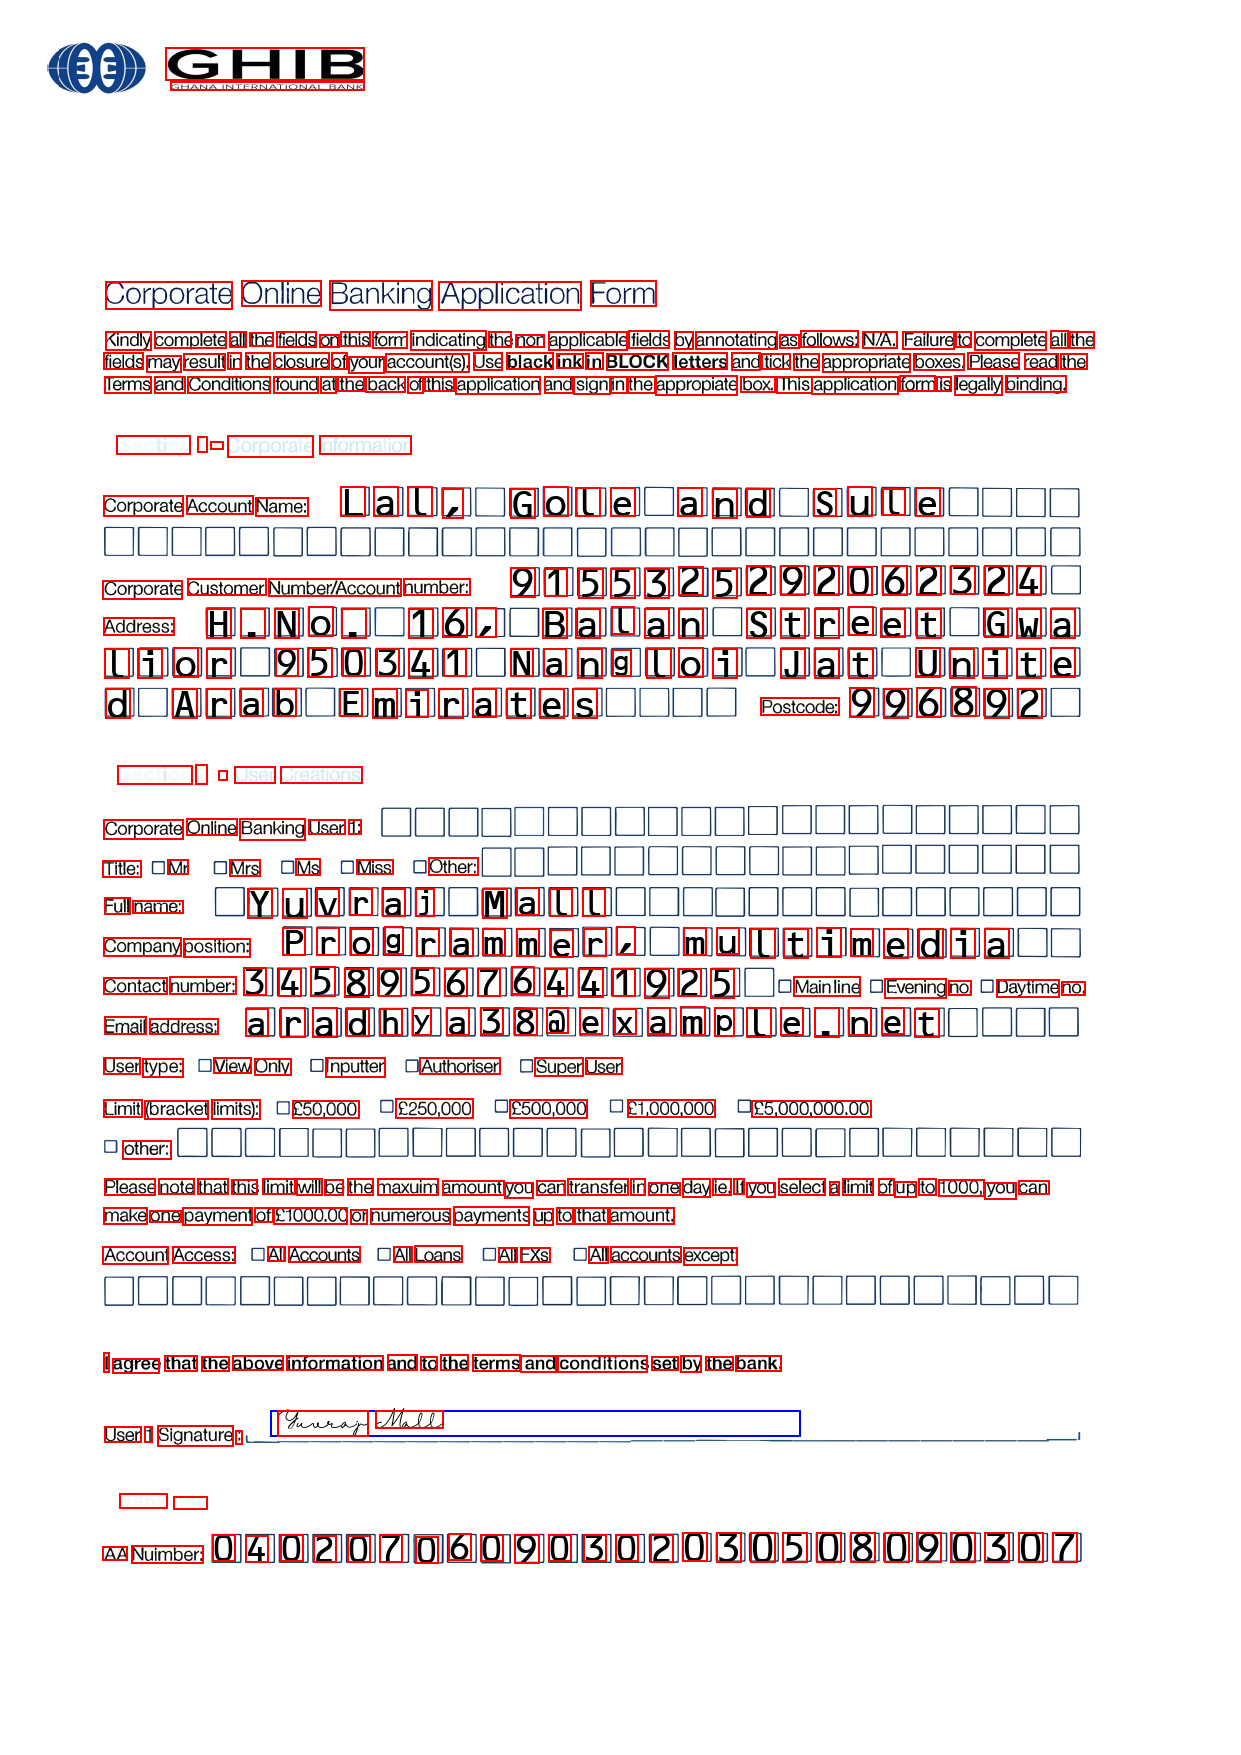 GHIB
GHANA INTERNATIONAL BANK
Corporate Online Banking Application Form
Kindly complete all the fields on this form indicating the non applicable fields by annotating as follows: N/A. Failure to complete all the
fields may result in the closure of your account(s). Use black ink in BLOCK letters and tick the appropriate boxes. Please read the
Terms and Conditions found at the back of this application and sign in the appropiate box. This application form is legally binding.
Section - Corporate Information
Corporate Account Name: Lal, Gole and Sule
Corporate Customer Number/Account number: 9155325292062324
Address: H.No. 16, Balan Street Gwa
lior 950341 Nangloi Jat Unite
d Arab Emirates Postcode: 996892
Section User Creations
Corporate Online Banking User 1:
Title: Mr Mrs Ms Miss Other:
Full name: Yuvraj Mall
Company position: Programmer, multimedia
Contact number: 345895676441925 Main line Evening no Daytime no.
Email address: aradhya38@example.net
User type: View Only Inputter Authoriser Super User
Limit (bracket limits): £50,000 £250,000 £500,000 £1,000,000 £5,000,000.00
other:
Please note that this limit will be the maxuim amount you can transfer in one day ie. If you select a limit of up to 1000, you can
make one payment of £1000.00 or numerous payments up to that amount.
Account Access: All Accounts All Loans All FXs All accounts except
I agree that the above information and to the terms and conditions set by the bank.
User 1 Signature: Yuvraj Mall
AA Nuimber: 04020706090302030508090307